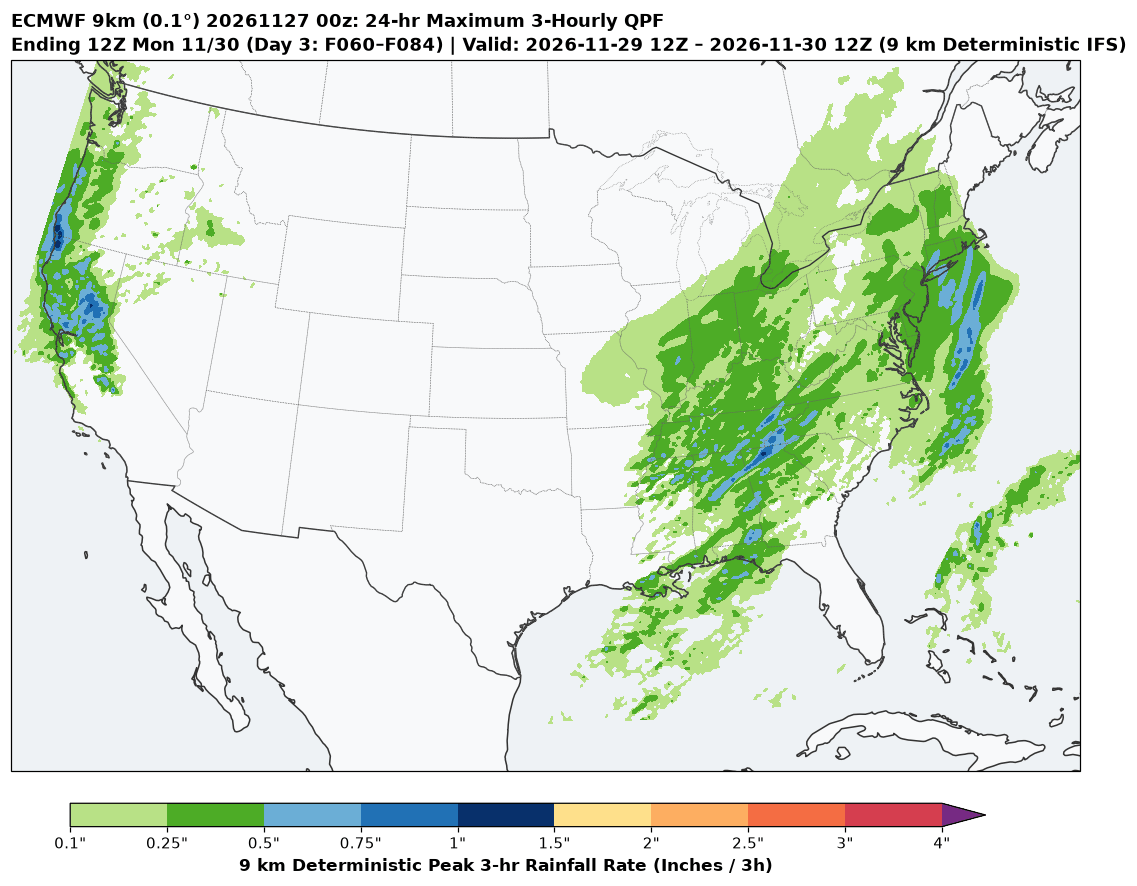 ECMWF 9km (0.1°) 20261127 00z: 24-hr Maximum 3-Hourly QPF
Ending 12Z Mon 11/30 (Day 3: F060–F084) | Valid: 2026-11-29 12Z – 2026-11-30 12Z (9 km Deterministic IFS)
0.1" 0.25" 0.5" 0.75" 1" 1.5" 2" 2.5" 3" 4"
9 km Deterministic Peak 3-hr Rainfall Rate (Inches / 3h)